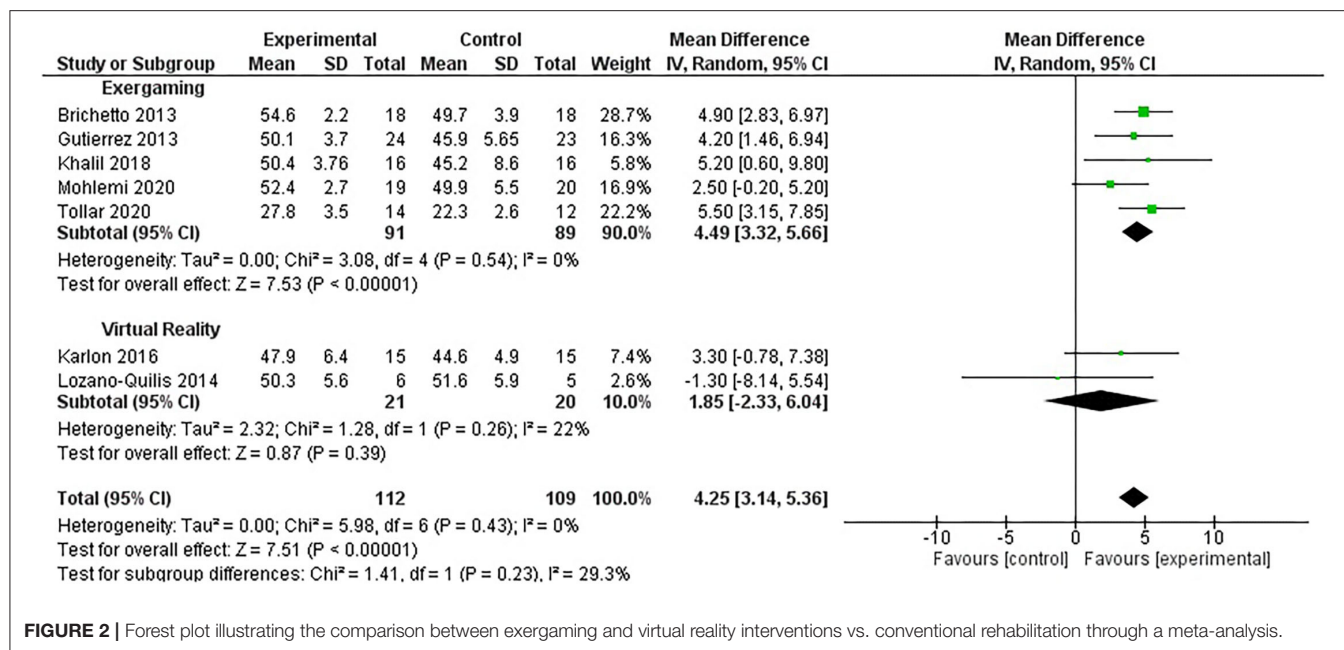 Experimental Control Mean Difference Mean Difference
Study or Subgroup Mean SD Total Mean SD Total Weight IV, Random, 95% CI IV, Random, 95% CI
Exergaming
Brichetto 2013 54.6 2.2 18 49.7 3.9 18 28.7% 4.90 [2.83, 6.97]
Gutierrez 2013 50.1 3.7 24 45.9 5.65 23 16.3% 4.20 [1.46, 6.94]
Khalil 2018 50.4 3.76 16 45.2 8.6 16 5.8% 5.20 [0.60, 9.80]
Mohlemi 2020 52.4 2.7 19 49.9 5.5 20 16.9% 2.50 [-0.20, 5.20]
Tollar 2020 27.8 3.5 14 22.3 2.6 12 22.2% 5.50 [3.15, 7.85]
Subtotal (95% CI) 91 89 90.0% 4.49 [3.32, 5.66]
Heterogeneity: Tau² = 0.00; Chi² = 3.08, df = 4 (P = 0.54); I² = 0%
Test for overall effect: Z = 7.53 (P < 0.00001)
Virtual Reality
Karlon 2016 47.9 6.4 15 44.6 4.9 15 7.4% 3.30 [-0.78, 7.38]
Lozano-Quilis 2014 50.3 5.6 6 51.6 5.9 5 2.6% -1.30 [-8.14, 5.54]
Subtotal (95% CI) 21 20 10.0% 1.85 [-2.33, 6.04]
Heterogeneity: Tau² = 2.32; Chi² = 1.28, df = 1 (P = 0.26); I² = 22%
Test for overall effect: Z = 0.87 (P = 0.39)
Total (95% CI) 112 109 100.0% 4.25 [3.14, 5.36]
Heterogeneity: Tau² = 0.00; Chi² = 5.98, df = 6 (P = 0.43); I² = 0%
Test for overall effect: Z = 7.51 (P < 0.00001)
Test for subgroup differences: Chi² = 1.41, df = 1 (P = 0.23), I² = 29.3%
-10 -5 0 5 10
Favours [control] Favours [experimental]
FIGURE 2 | Forest plot illustrating the comparison between exergaming and virtual reality interventions vs. conventional rehabilitation through a meta-analysis.